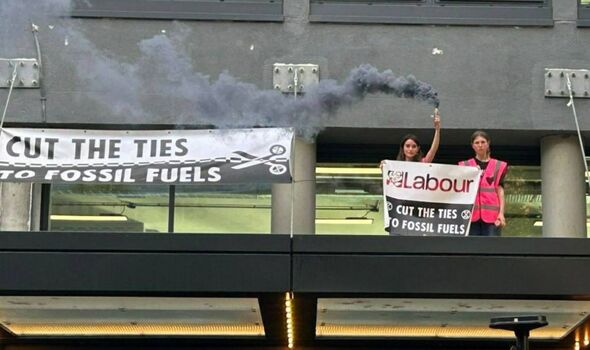 CUT THE TIES
TO FOSSIL FUELS
Labour
CUT THE TIES
TO FOSSIL FUELS